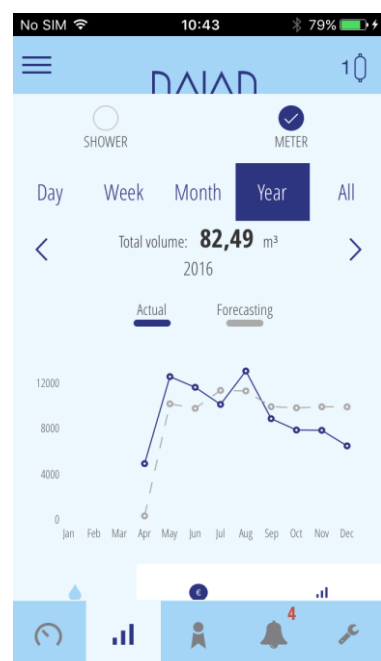 No SIM 10:43 79%
DAIAD 1
SHOWER METER
Day Week Month Year All
Total volume: 82,49 m³
2016
Actual Forecasting
12000
8000
4000
0
Jan Feb Mar Apr May Jun Jul Aug Sep Oct Nov Dec
€
4